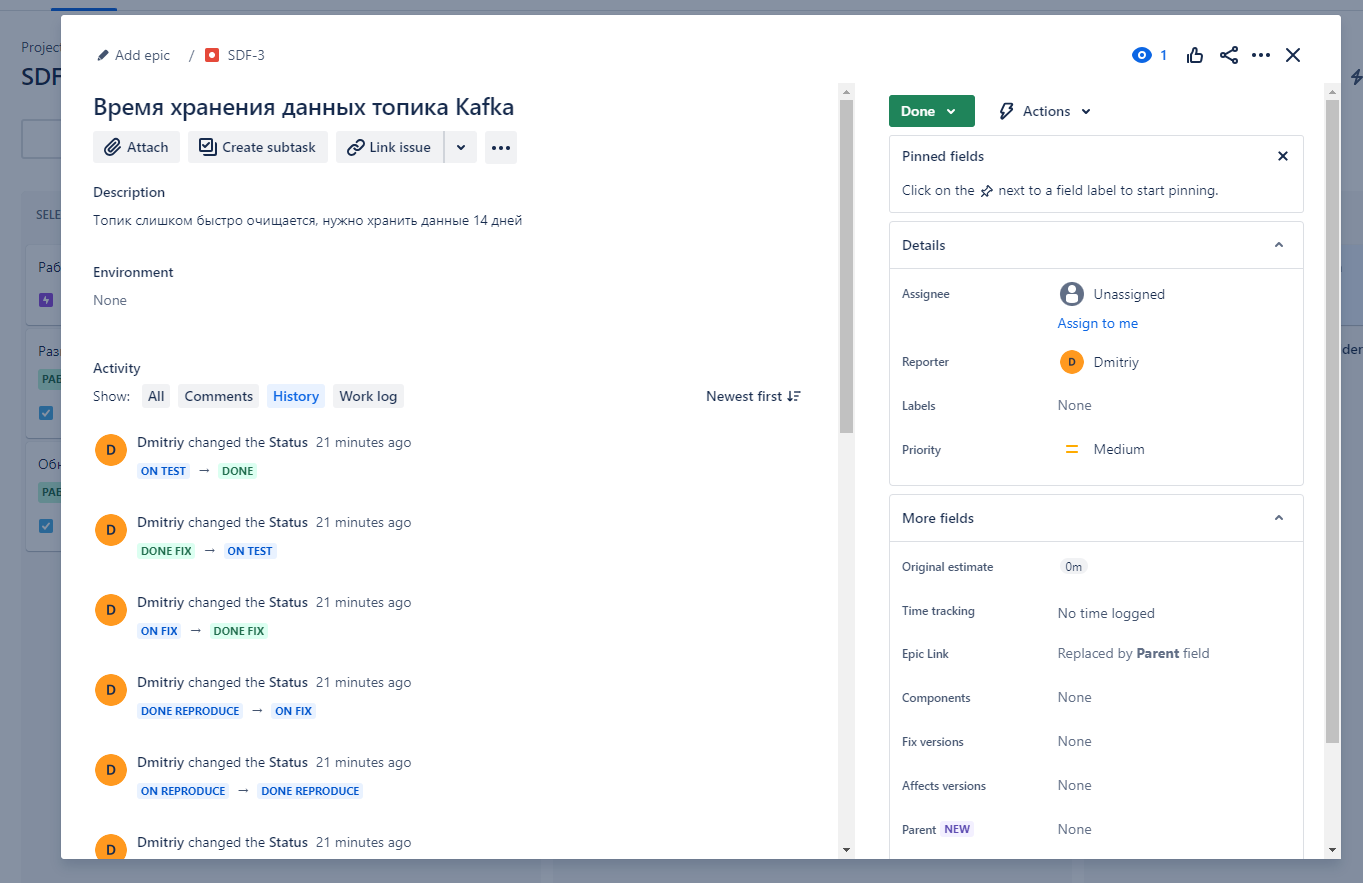 Project
SDF
SELE
Раб
Раз
РАБ
Обн
РАБ
der
Add epic / SDF-3
1
Время хранения данных топика Kafka
Attach Create subtask Link issue
Description
Топик слишком быстро очищается, нужно хранить данные 14 дней
Environment
None
Activity
Show: All Comments History Work log Newest first
D Dmitriy changed the Status 21 minutes ago
ON TEST → DONE
D Dmitriy changed the Status 21 minutes ago
DONE FIX → ON TEST
D Dmitriy changed the Status 21 minutes ago
ON FIX → DONE FIX
D Dmitriy changed the Status 21 minutes ago
DONE REPRODUCE → ON FIX
D Dmitriy changed the Status 21 minutes ago
ON REPRODUCE → DONE REPRODUCE
D Dmitriy changed the Status 21 minutes ago
Done Actions
Pinned fields
Click on the next to a field label to start pinning.
Details
Assignee Unassigned
Assign to me
Reporter D Dmitriy
Labels None
Priority Medium
More fields
Original estimate 0m
Time tracking No time logged
Epic Link Replaced by Parent field
Components None
Fix versions None
Affects versions None
Parent NEW None